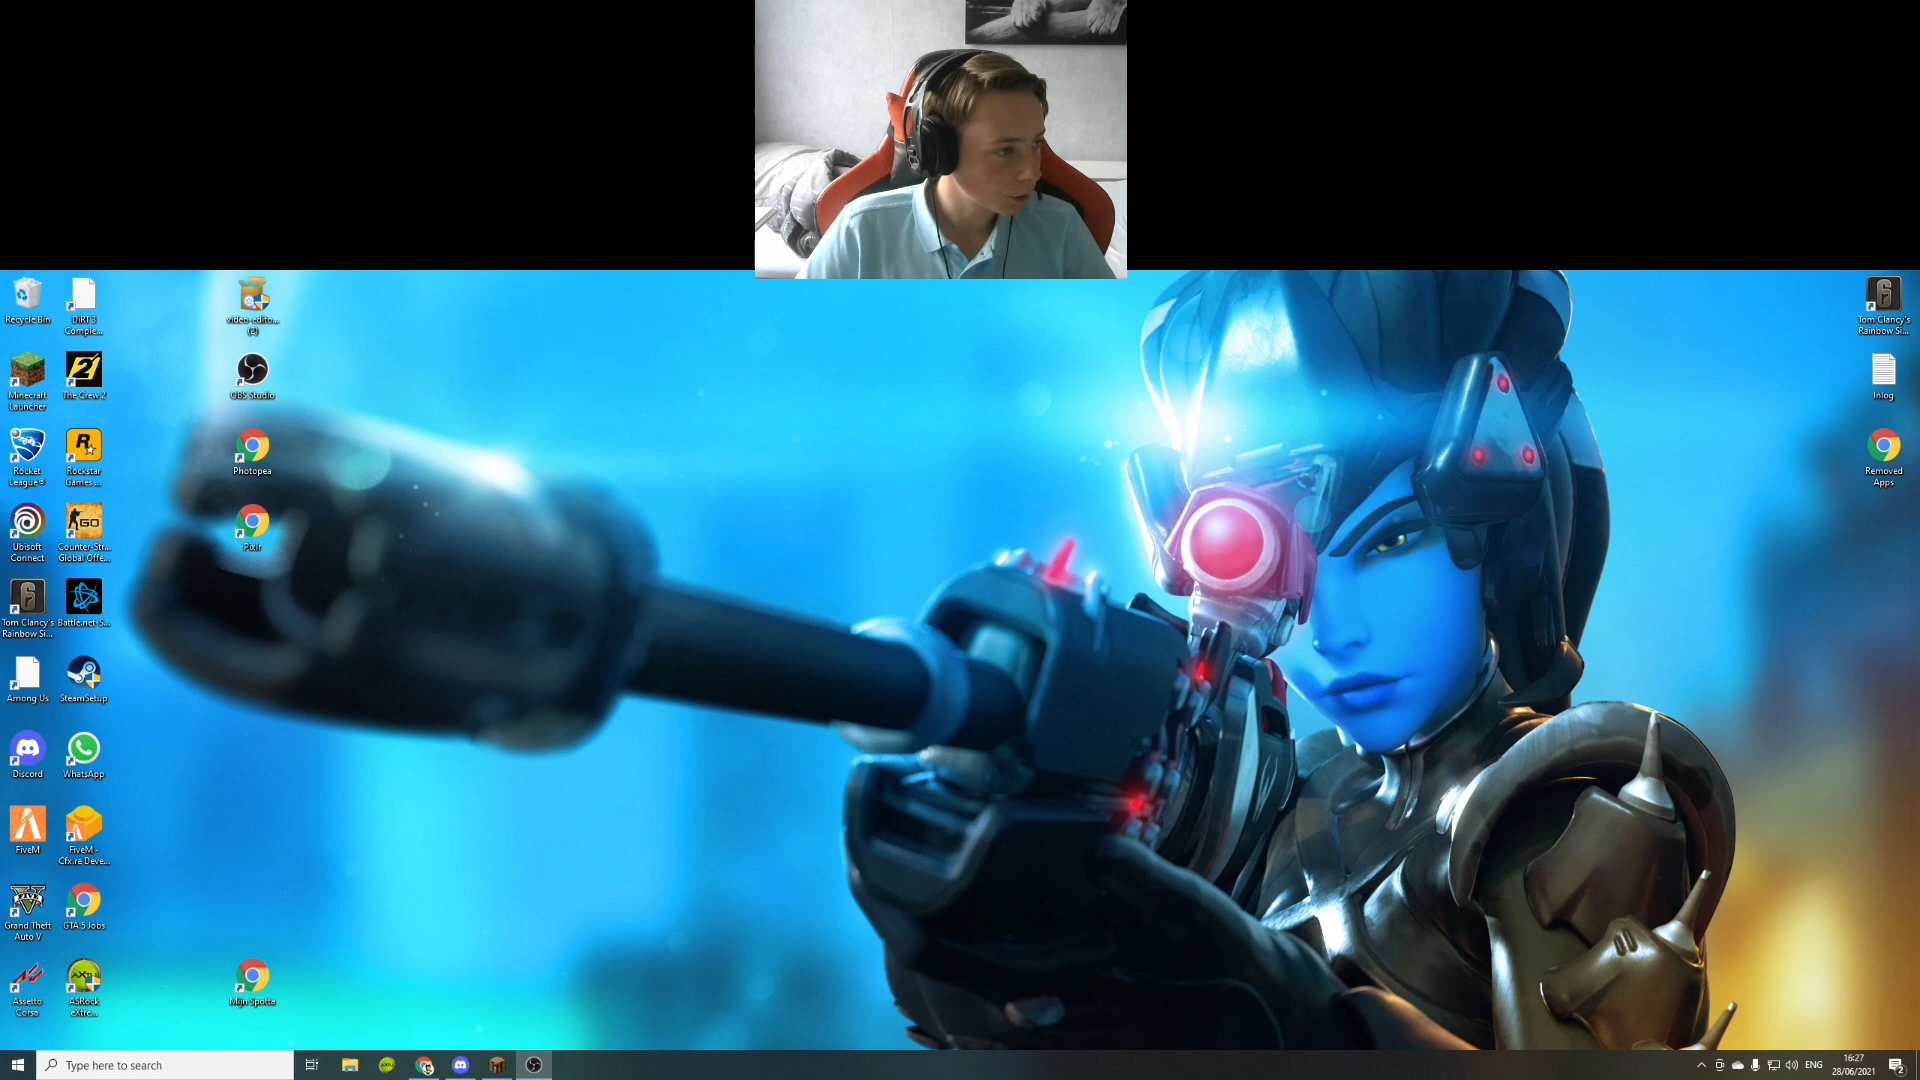 Recycle Bin
DiRT 3
Comple...
video-edito...
(2)
Tom Clancy's
Rainbow Si...
Minecraft
Launcher
The Crew 2
OBS Studio
Inlog
Rocket
League®
Rockstar
Games ...
Photopea
Removed
Apps
Ubisoft
Connect
Counter-Str...
Global Offe...
Pixlr
Tom Clancy's
Rainbow Si...
Battle.net-S...
Among Us
SteamSetup
Discord
WhatsApp
FiveM
FiveM -
Cfx.re Deve...
Grand Theft
Auto V
GTA 5 Jobs
Assetto
Corsa
ASRock
eXtre...
Mijn Spotta
Type here to search
ENG
16:27
28/06/2021
2